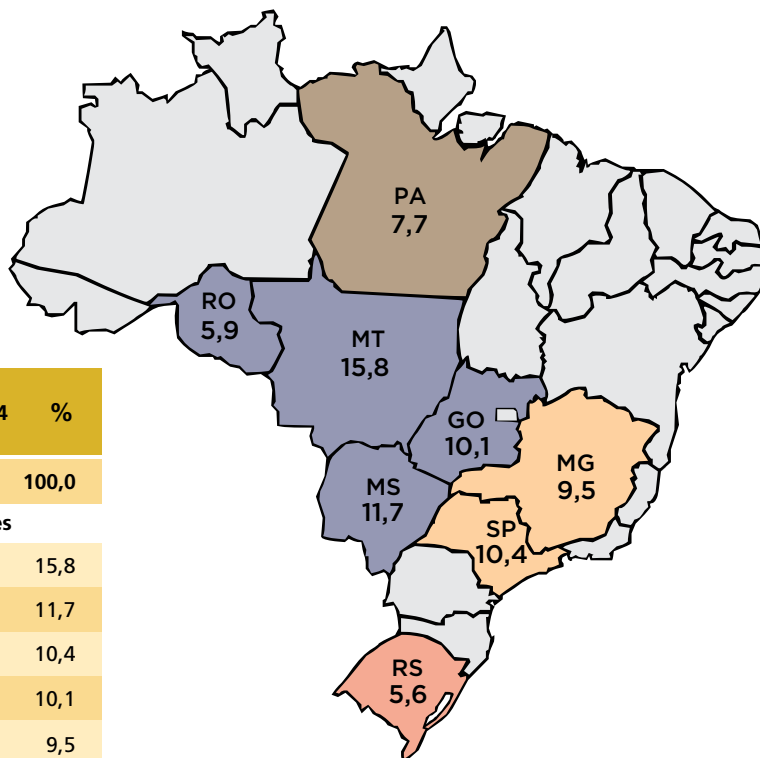 PA
7,7
RO
5,9
MT
15,8
GO
10,1
MS
11,7
MG
9,5
SP
10,4
RS
5,6
4 %
100,0
es
15,8
11,7
10,4
10,1
9,5